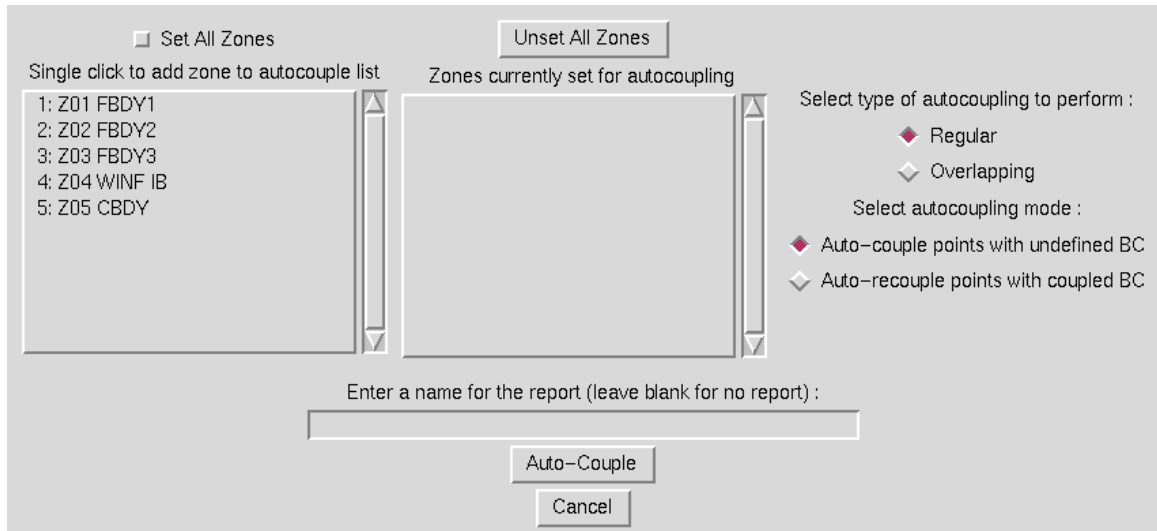 Set All Zones
Unset All Zones
Single click to add zone to autocouple list
Zones currently set for autocoupling
1: Z01 FBDY1
2: Z02 FBDY2
3: Z03 FBDY3
4: Z04 WINF IB
5: Z05 CBDY
Select type of autocoupling to perform :
Regular
Overlapping
Select autocoupling mode :
Auto-couple points with undefined BC
Auto-recouple points with coupled BC
Enter a name for the report (leave blank for no report) :
Auto-Couple
Cancel